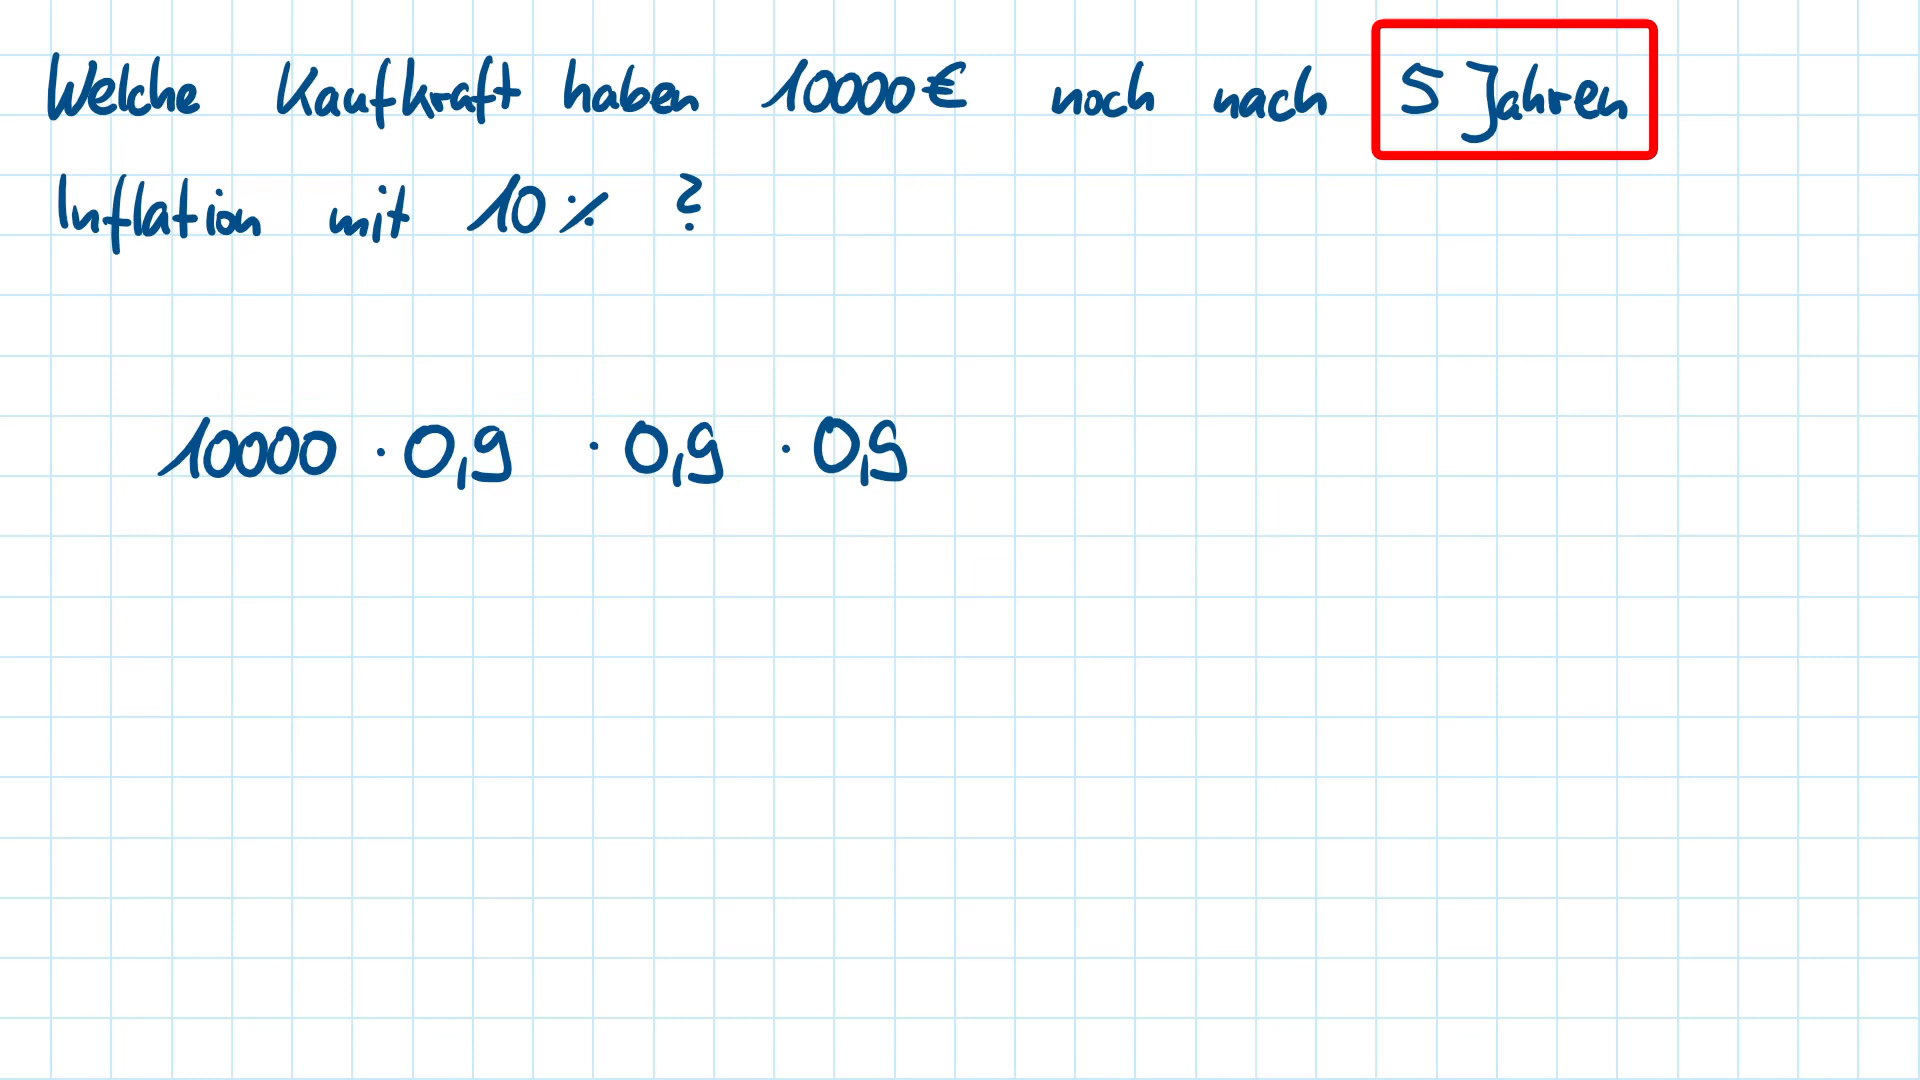 Welche Kaufkraft haben 10000€ noch nach 5 Jahren
Inflation mit 10% ?
10000 · 0,9 · 0,9 · 0,9